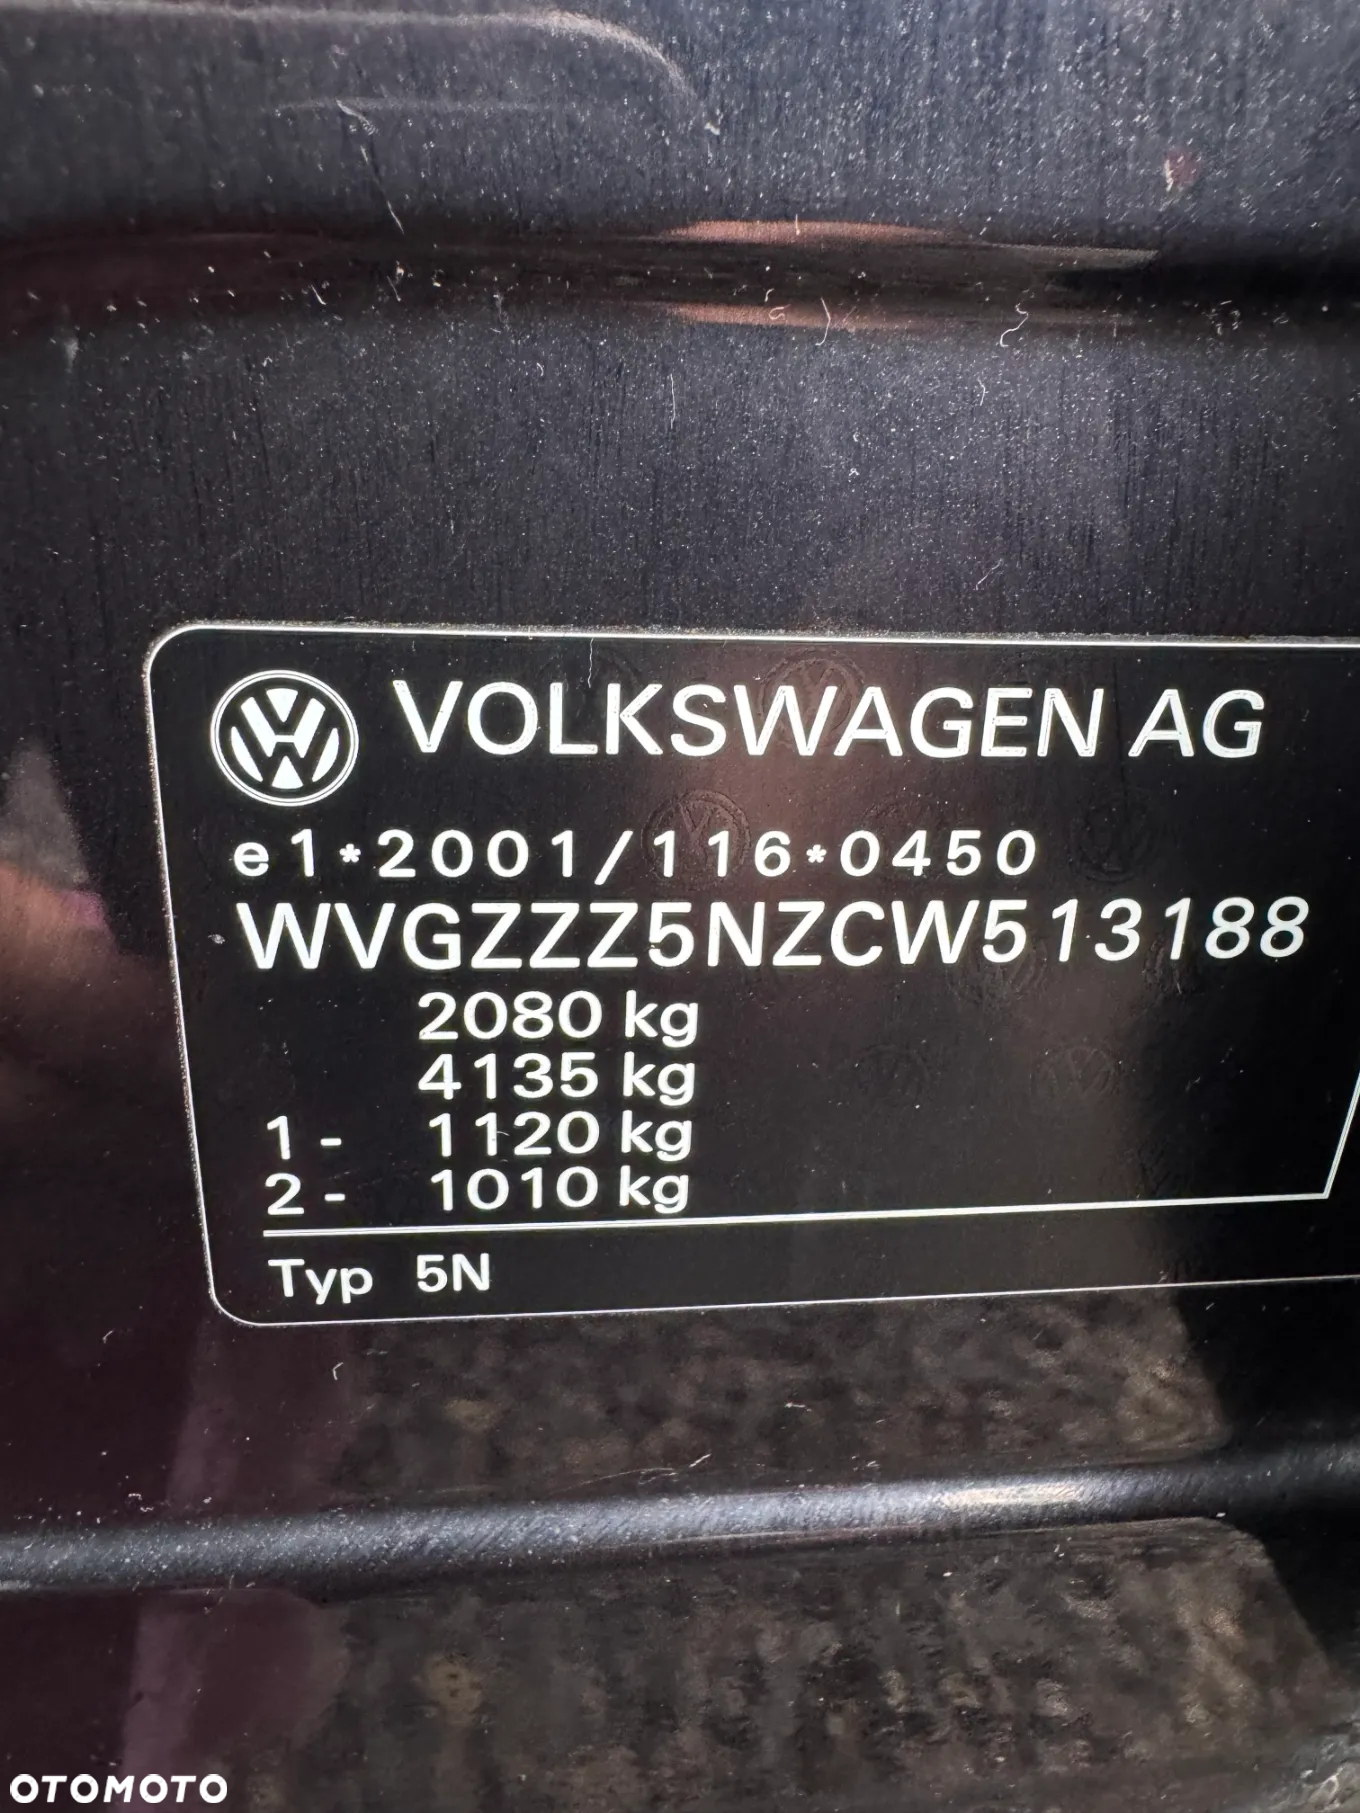 VOLKSWAGEN AG
e1*2001/116*0450
WVGZZZ5NZCW513188
2080 kg
4135 kg
1- 1120 kg
2- 1010 kg
Typ 5N
OTOMOTO